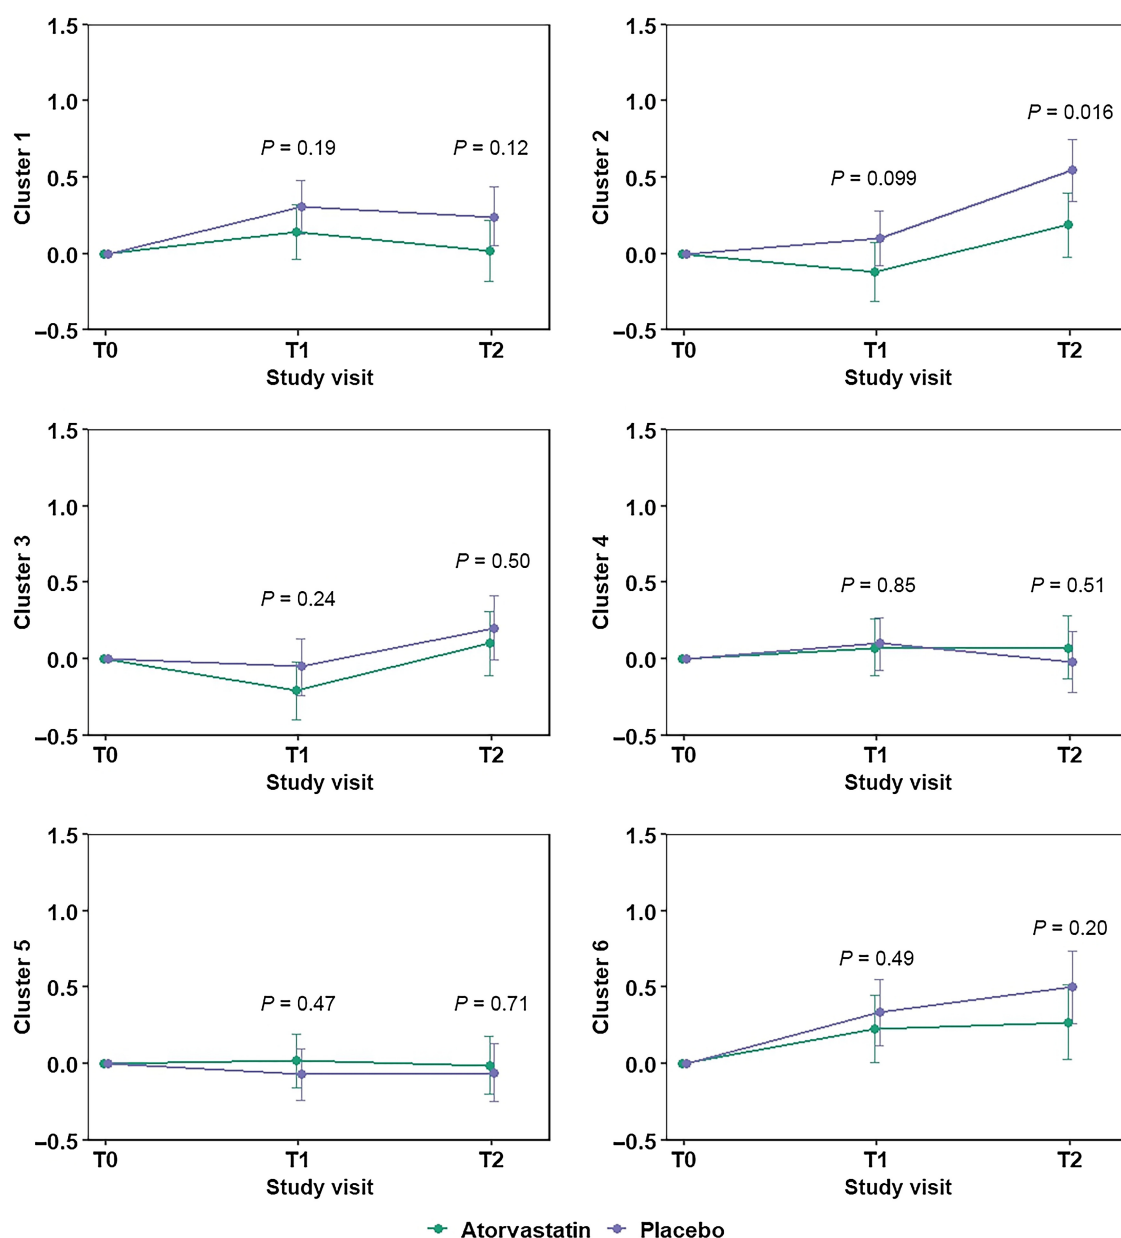 1.5
1.0
0.5
0.0
–0.5
Cluster 1
P = 0.19
P = 0.12
T0
T1
T2
Study visit
1.5
1.0
0.5
0.0
–0.5
Cluster 2
P = 0.099
P = 0.016
T0
T1
T2
Study visit
1.5
1.0
0.5
0.0
–0.5
Cluster 3
P = 0.24
P = 0.50
T0
T1
T2
Study visit
1.5
1.0
0.5
0.0
–0.5
Cluster 4
P = 0.85
P = 0.51
T0
T1
T2
Study visit
1.5
1.0
0.5
0.0
–0.5
Cluster 5
P = 0.47
P = 0.71
T0
T1
T2
Study visit
1.5
1.0
0.5
0.0
–0.5
Cluster 6
P = 0.49
P = 0.20
T0
T1
T2
Study visit
Atorvastatin
Placebo